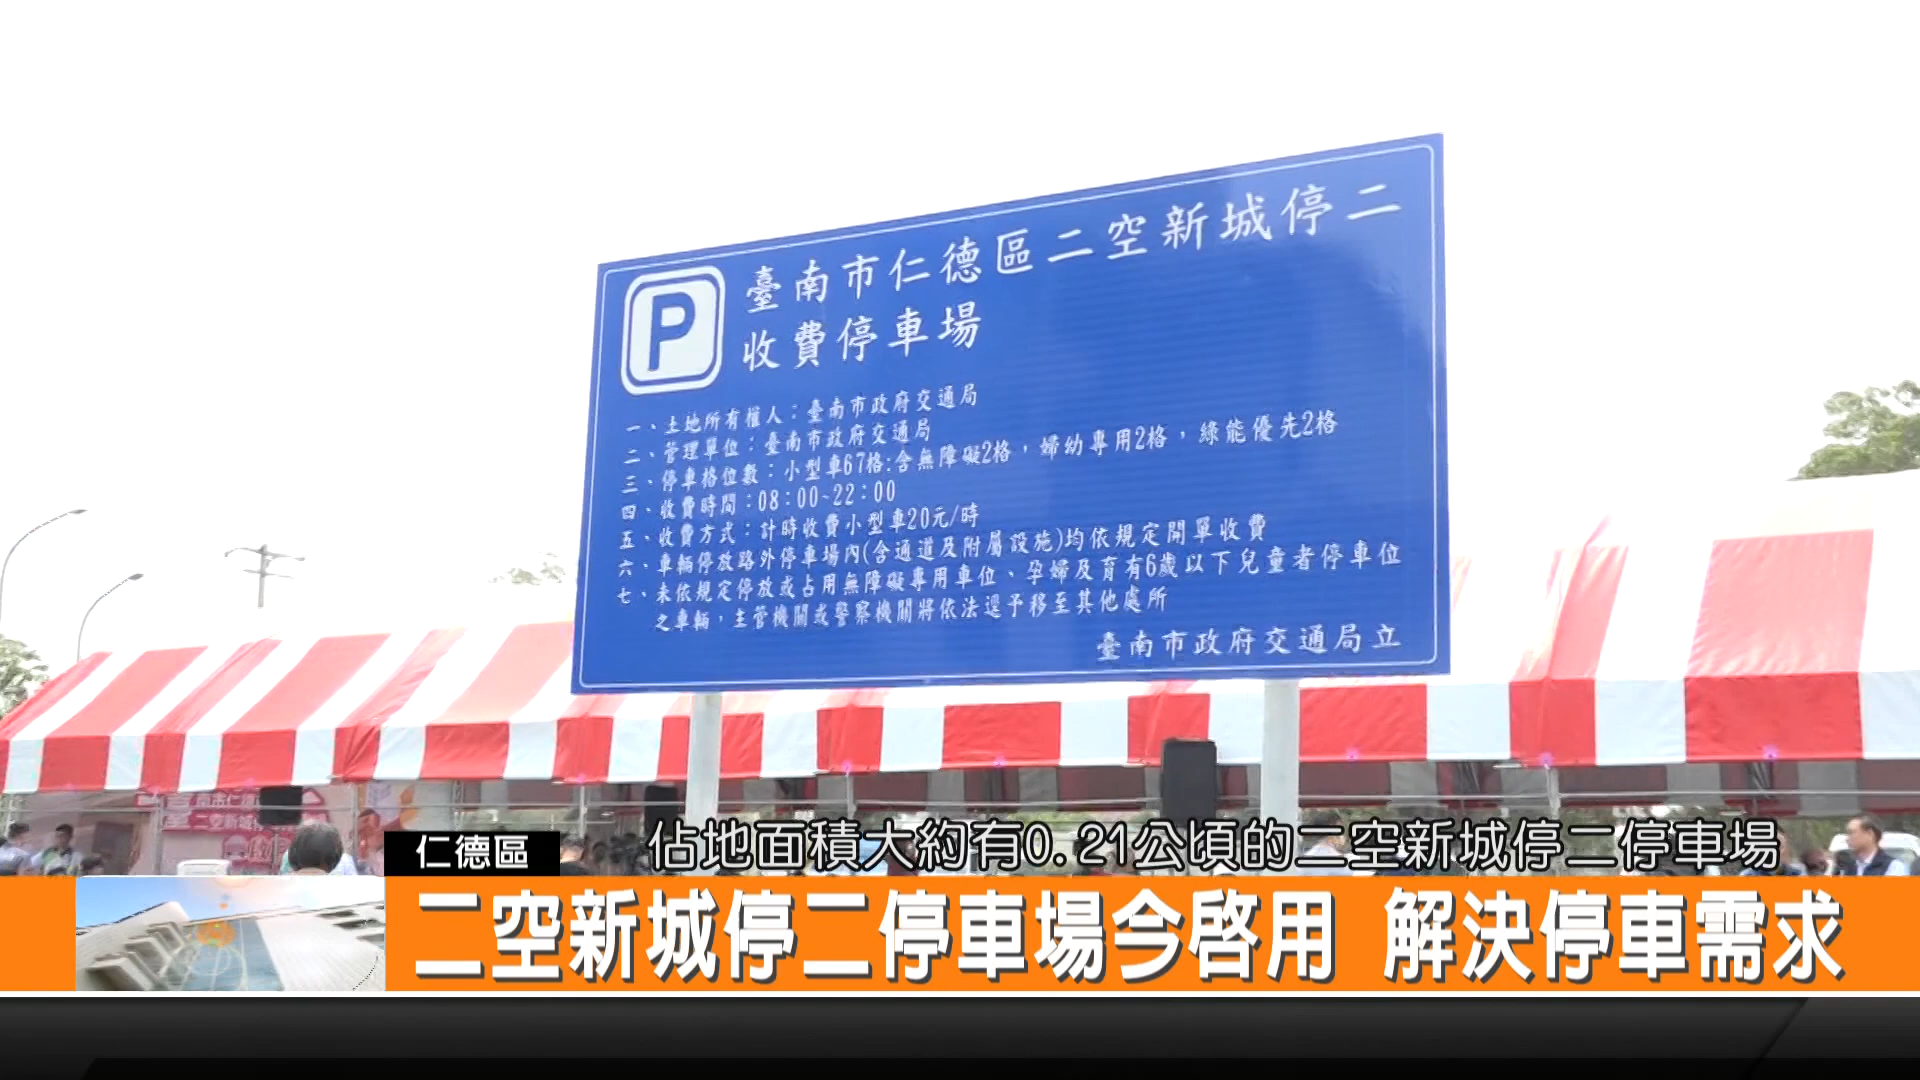 臺南市仁德區二空新城停二
收費停車場
P
一、土地所有權人：臺南市政府交通局
二、管理單位：臺南市政府交通局
三、停車格位數：小型車67格:含無障礙2格，婦幼專用2格，綠能優先2格
四、收費時間：08：00~22：00
五、收費方式：計時收費小型車20元/時
六、車輛停放路外停車場內(含通道及附屬設施)均依規定開單收費
七、未依規定停放或占用無障礙專用車位、孕婦及育有6歲以下兒童者停車位
之車輛，主管機關或警察機關將依法逕予移至其他處所
臺南市政府交通局立
二空新城
仁德區
佔地面積大約有0.21公頃的二空新城停二停車場
二空新城停二停車場今啓用 解決停車需求